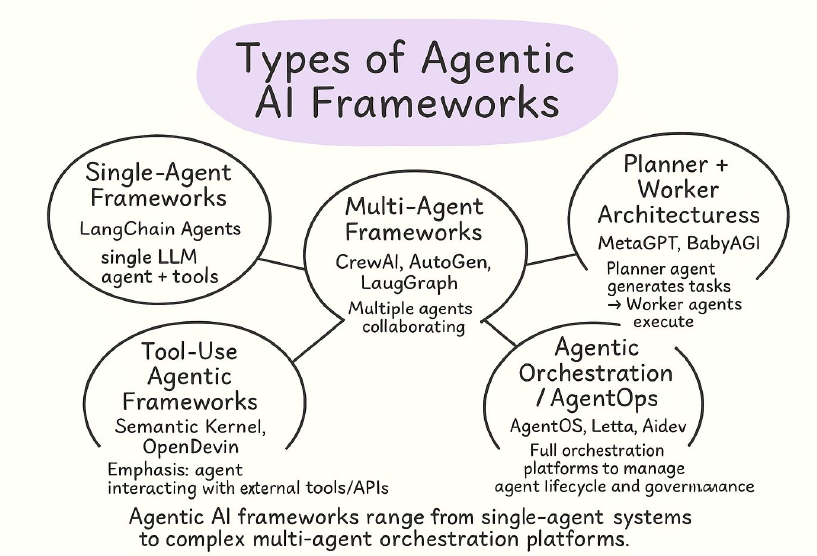 Types of Agentic
AI Frameworks
Single-Agent
Frameworks
LangChain Agents
single LLM
agent + tools
Multi-Agent
Frameworks
CrewAI, AutoGen,
LaugGraph
Multiple agents
collaborating
Planner +
Worker
Architecturess
MetaGPT, BabyAGI
Planner agent
generates tasks
→ Worker agents
execute
Tool-Use
Agentic
Frameworks
Semantic Kernel,
OpenDevin
Emphasis: agent
interacting with external tools/APIs
Agentic
Orchestration
/ AgentOps
AgentOS, Letta, Aidev
Full orchestration
platforms to manage
agent lifecycle and governance
Agentic AI frameworks range from single-agent systems
to complex multi-agent orchestration platforms.